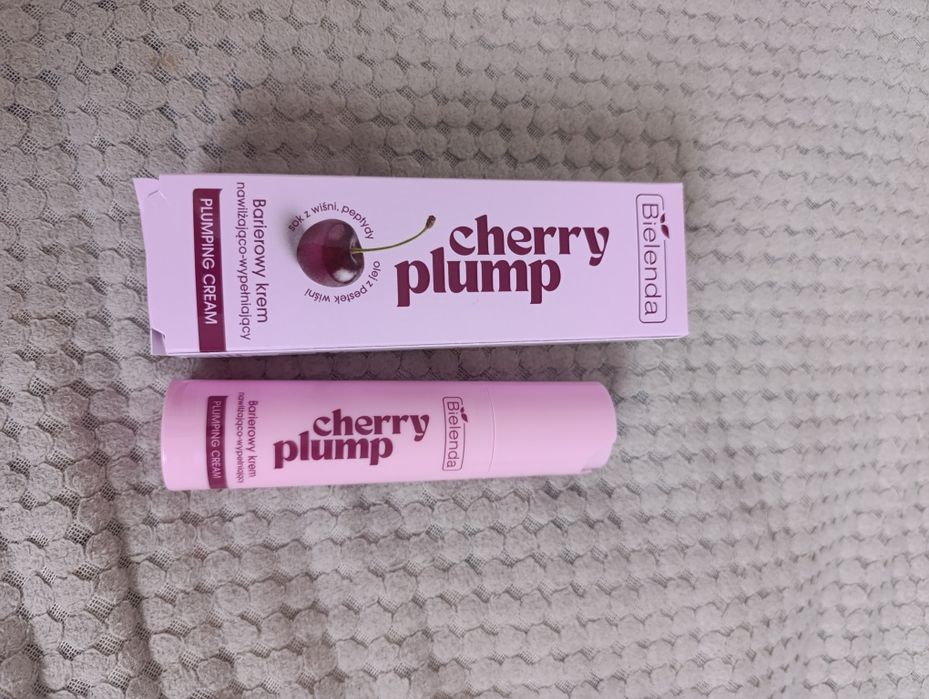 Bielenda
cherry
plump
sok z wiśni, peptydy
olej z pestek wiśni
Barierowy krem
nawilżająco-wypełniający
PLUMPING CREAM
Bielenda
cherry
plump
Barierowy krem
nawilżająco-wypełniający
PLUMPING CREAM